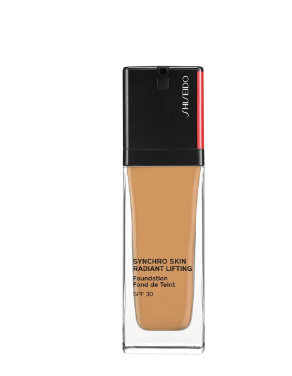 SHISEIDO
SYNCHRO SKIN
RADIANT LIFTING
Foundation
Fond de Teint
SPF 30